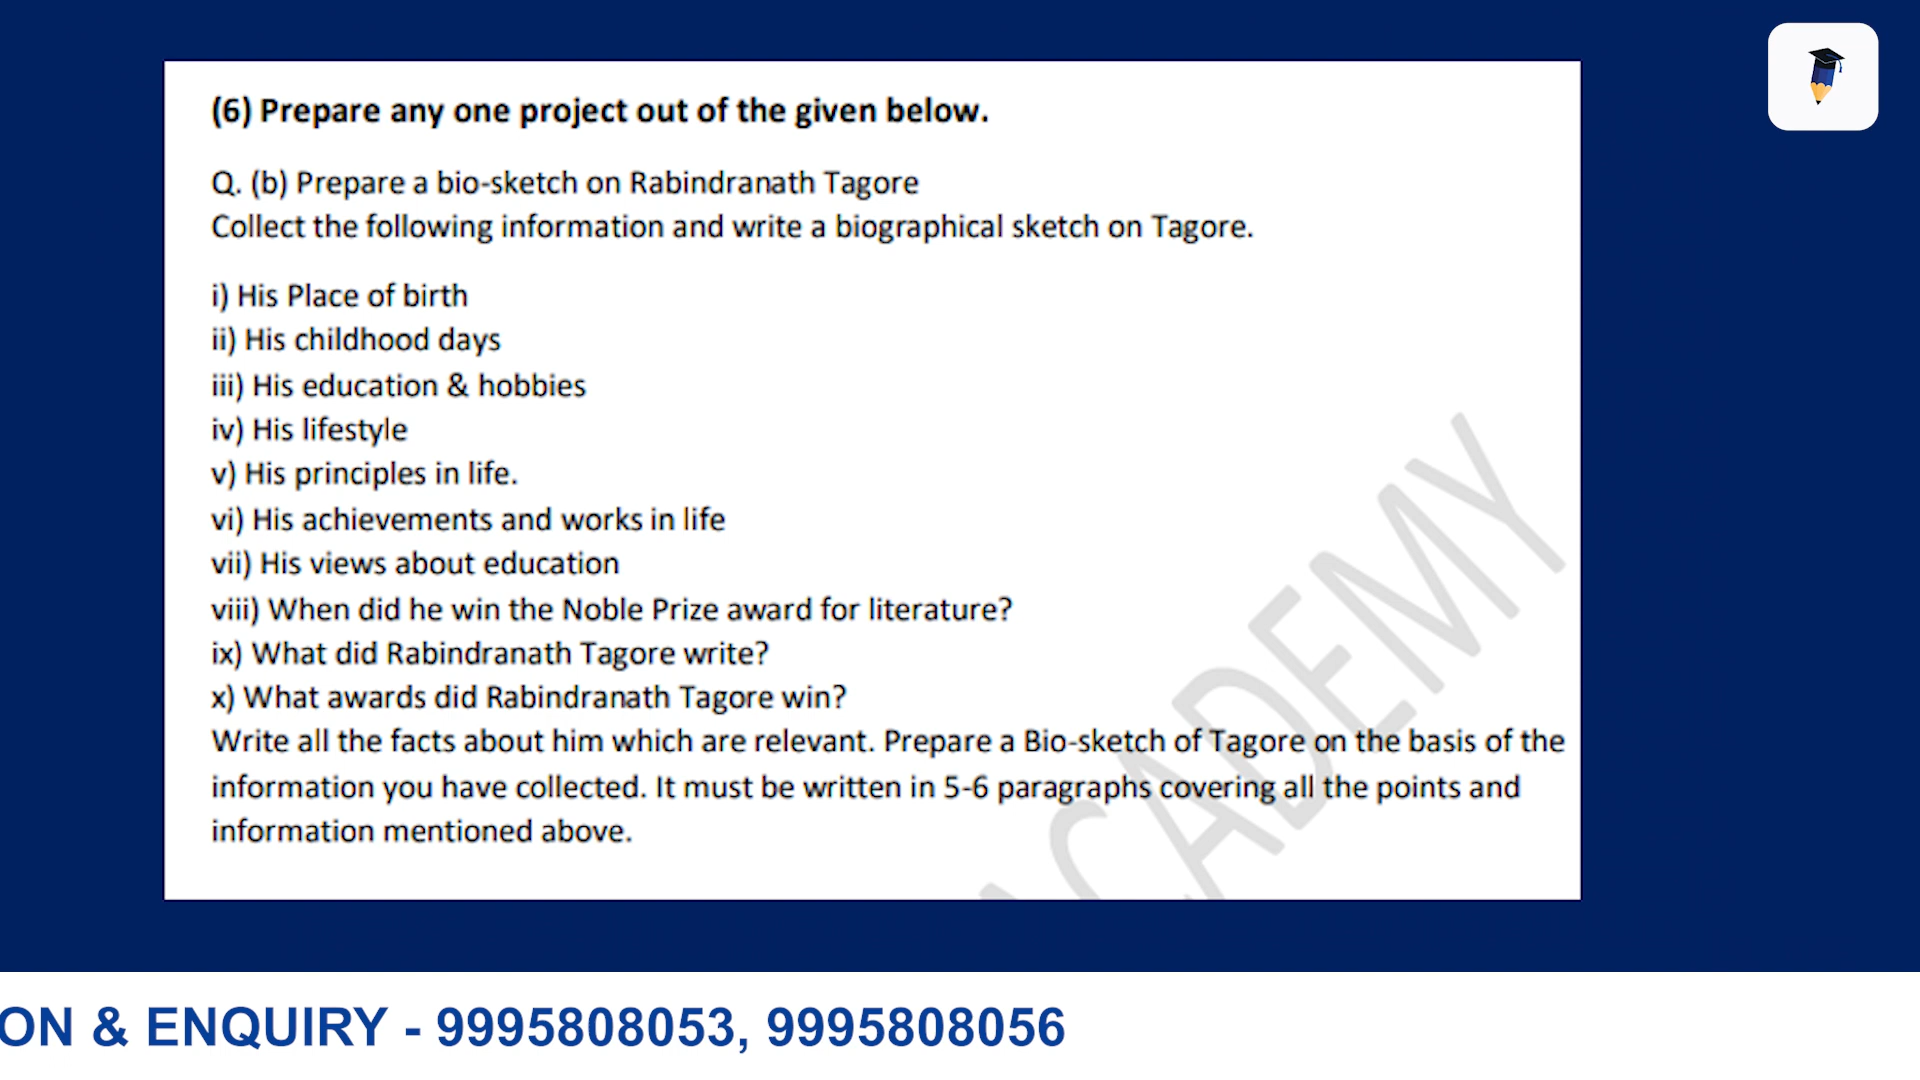 (6) Prepare any one project out of the given below.
Q. (b) Prepare a bio-sketch on Rabindranath Tagore
Collect the following information and write a biographical sketch on Tagore.
i) His Place of birth
ii) His childhood days
iii) His education & hobbies
iv) His lifestyle
v) His principles in life.
vi) His achievements and works in life
vii) His views about education
viii) When did he win the Noble Prize award for literature?
ix) What did Rabindranath Tagore write?
x) What awards did Rabindranath Tagore win?
Write all the facts about him which are relevant. Prepare a Bio-sketch of Tagore on the basis of the
information you have collected. It must be written in 5-6 paragraphs covering all the points and
information mentioned above.
ACADEMY
ON & ENQUIRY - 9995808053, 9995808056